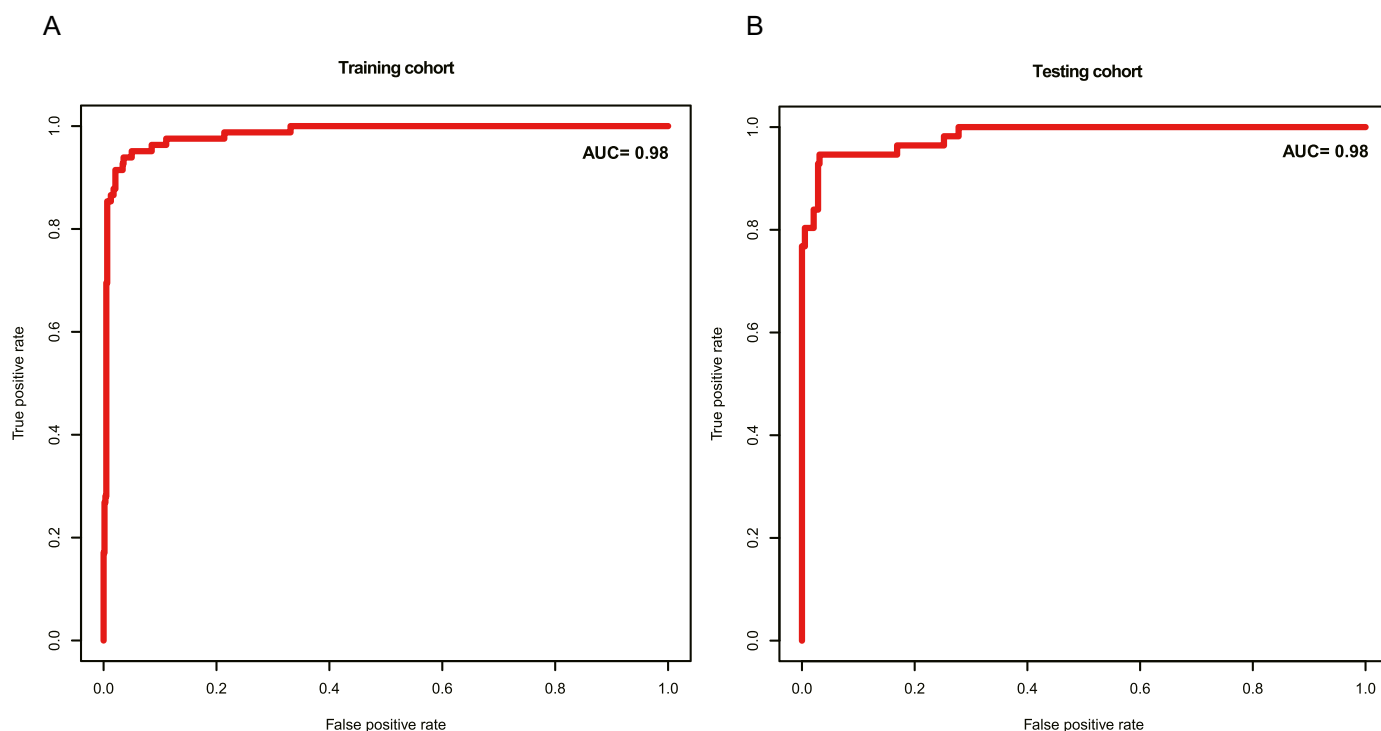 A
Training cohort
1.0
0.8
0.6
0.4
0.2
0.0
True positive rate
AUC= 0.98
0.0 0.2 0.4 0.6 0.8 1.0
False positive rate
B
Testing cohort
1.0
0.8
0.6
0.4
0.2
0.0
True positive rate
AUC= 0.98
0.0 0.2 0.4 0.6 0.8 1.0
False positive rate